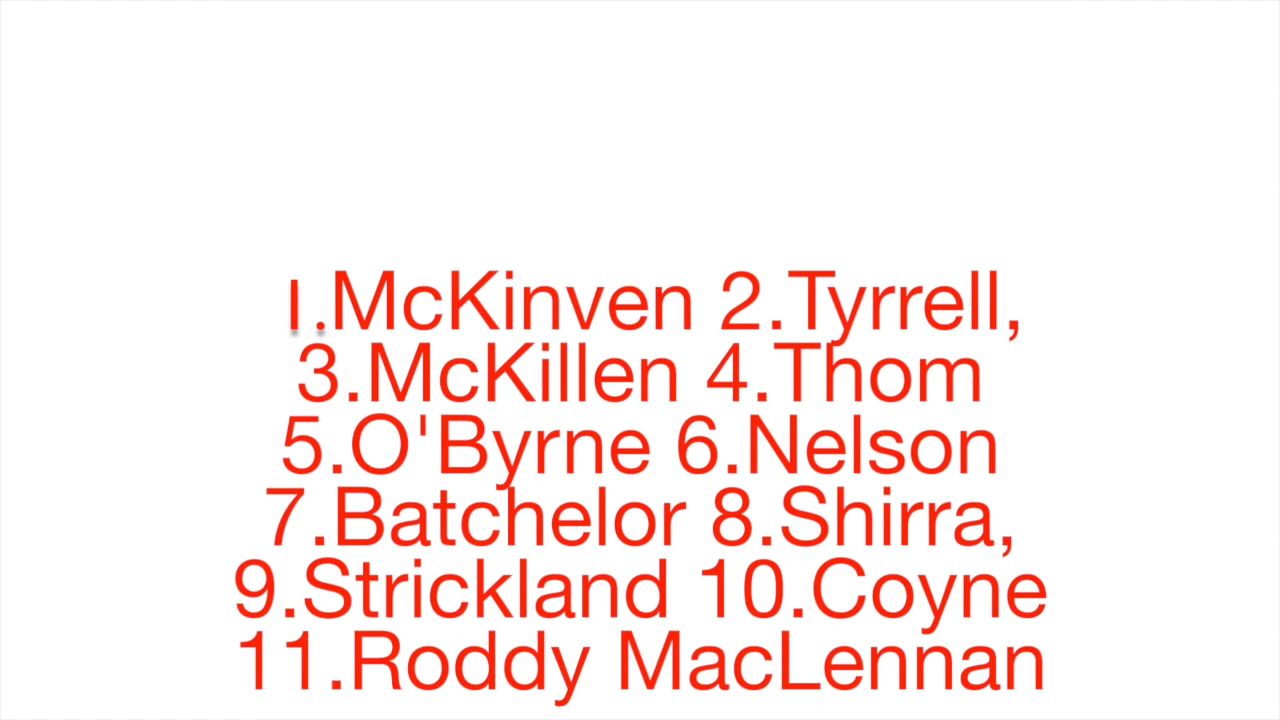 1.McKinven 2.Tyrrell,
3.McKillen 4.Thom
5.O'Byrne 6.Nelson
7.Batchelor 8.Shirra,
9.Strickland 10.Coyne
11.Roddy MacLennan